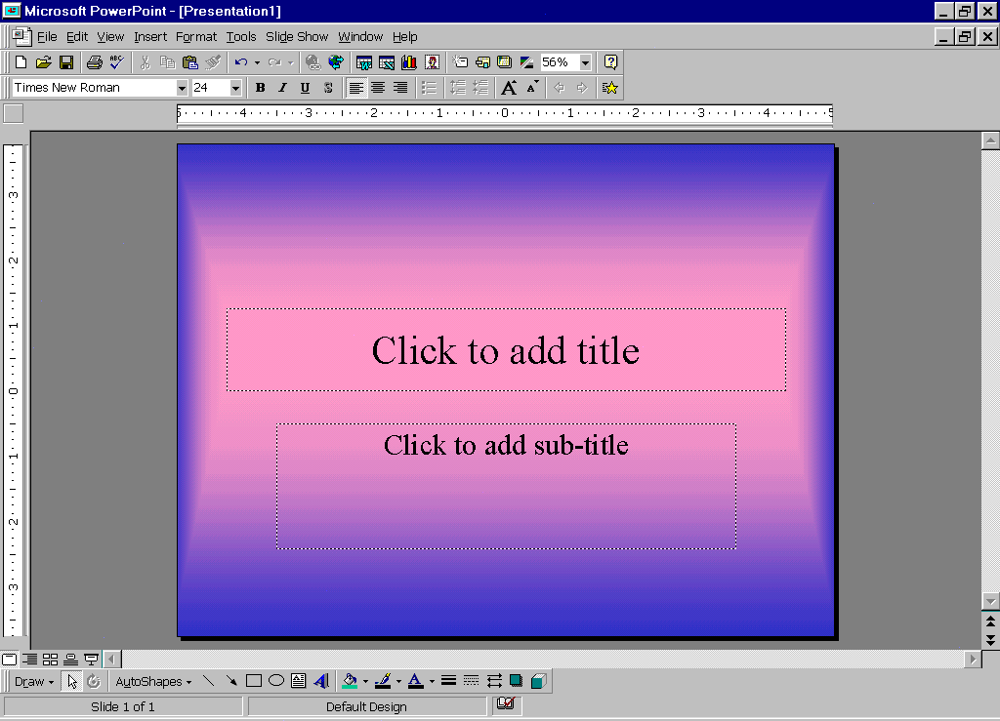 Microsoft PowerPoint - [Presentation1]
File Edit View Insert Format Tools Slide Show Window Help
ABC 56%
Times New Roman 24 B I U S A A
5 4 3 2 1 0 1 2 3 4 5
3
2
1
0
1
2
3
Click to add title
Click to add sub-title
Draw AutoShapes A A
Slide 1 of 1 Default Design